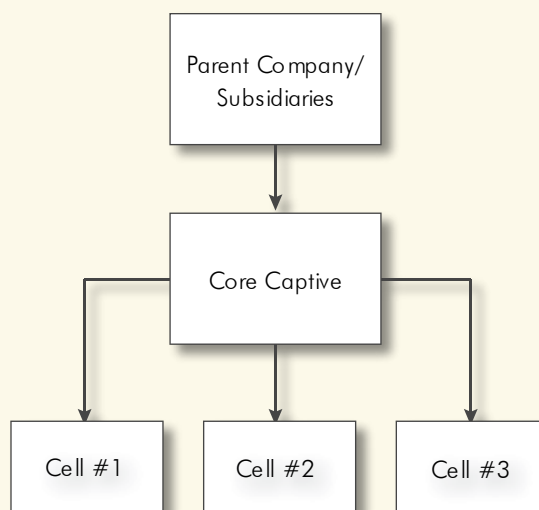 Parent Company/
Subsidiaries
Core Captive
Cell #1
Cell #2
Cell #3